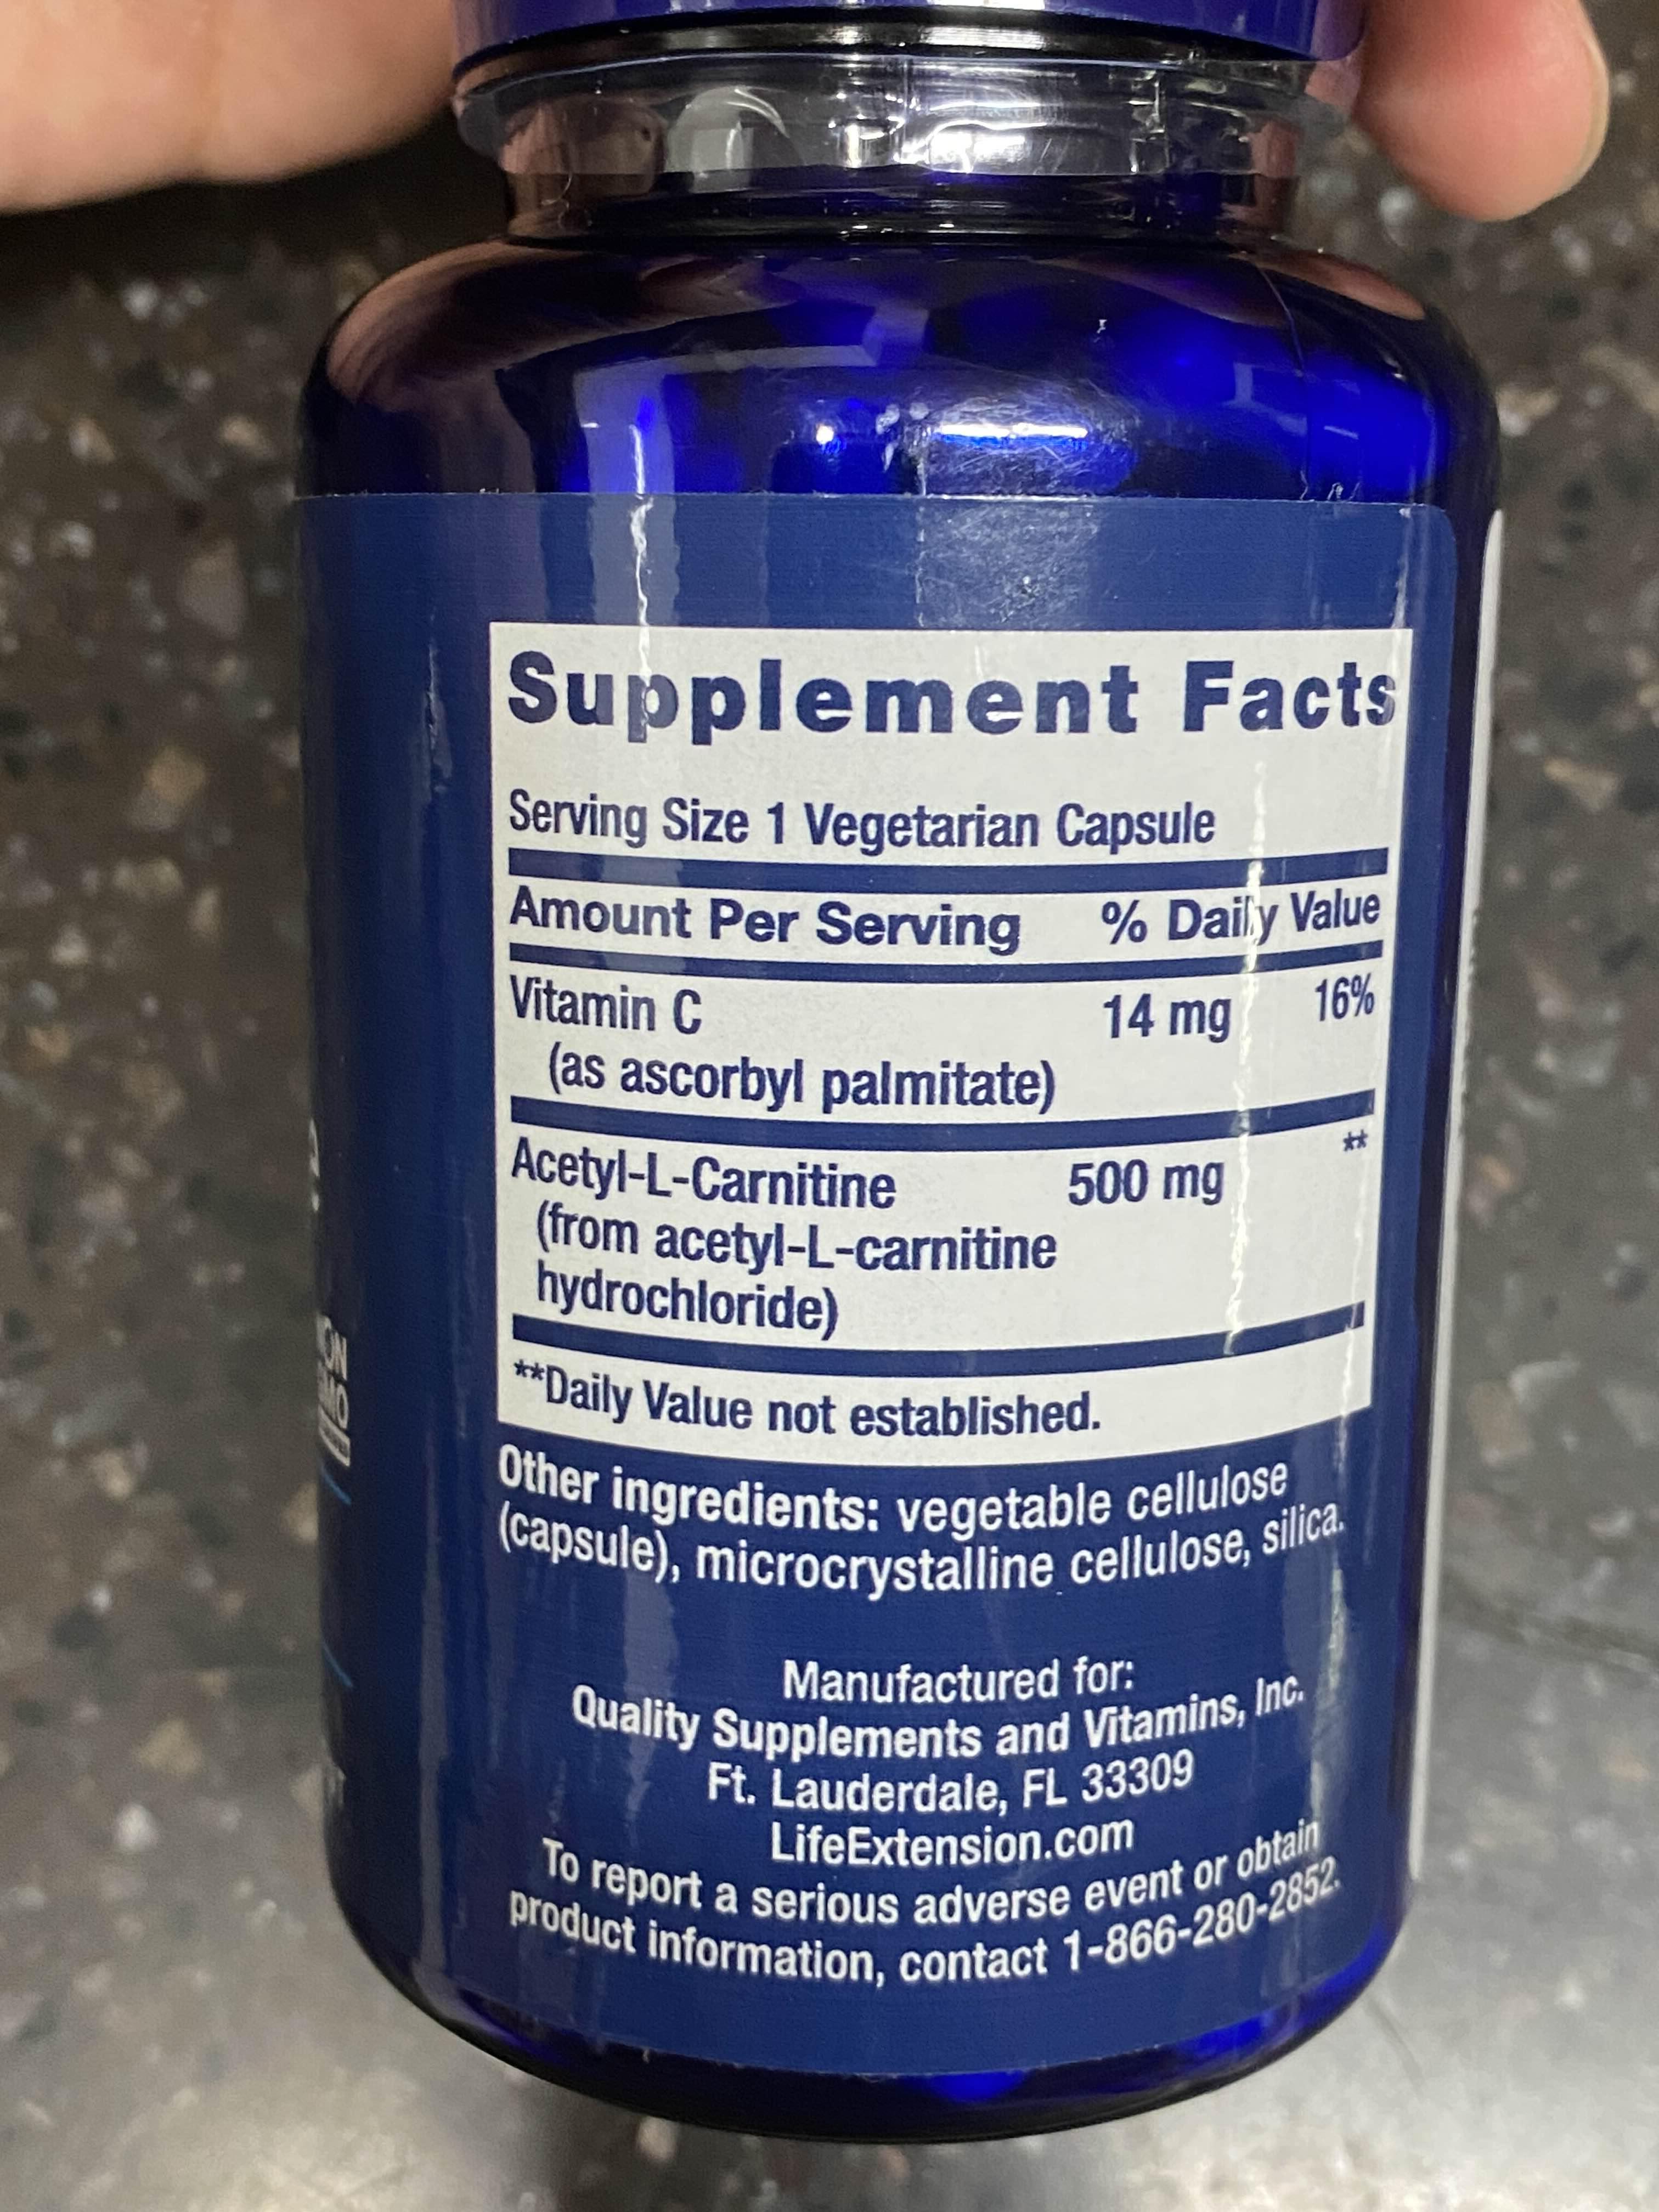 Supplement Facts
Serving Size 1 Vegetarian Capsule
Amount Per Serving % Daily Value
Vitamin C 14 mg 16%
(as ascorbyl palmitate)
Acetyl-L-Carnitine 500 mg **
(from acetyl-L-carnitine
hydrochloride)
**Daily Value not established.
Other ingredients: vegetable cellulose
(capsule), microcrystalline cellulose, silica.
Manufactured for:
Quality Supplements and Vitamins, Inc.
Ft. Lauderdale, FL 33309
LifeExtension.com
To report a serious adverse event or obtain
product information, contact 1-866-280-2852.